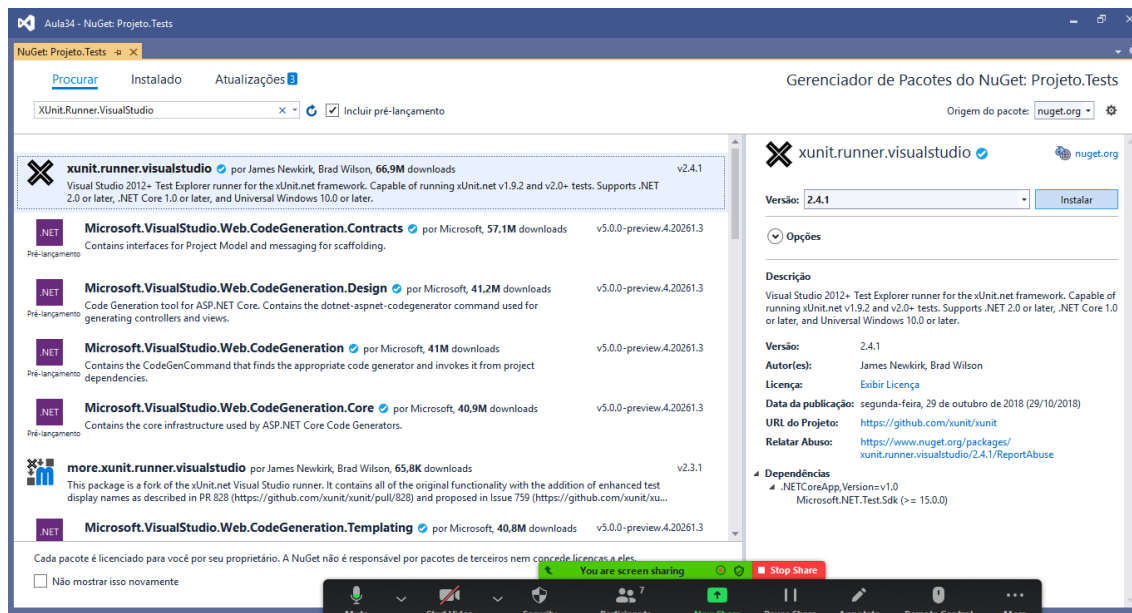 Aula34 - NuGet: Projeto.Tests
NuGet: Projeto.Tests
Procurar Instalado Atualizações 3
Gerenciador de Pacotes do NuGet: Projeto.Tests
XUnit.Runner.VisualStudio
Incluir pré-lançamento
Origem do pacote: nuget.org
xunit.runner.visualstudio por James Newkirk, Brad Wilson, 66,9M downloads v2.4.1
Visual Studio 2012+ Test Explorer runner for the xUnit.net framework. Capable of running xUnit.net v1.9.2 and v2.0+ tests. Supports .NET
2.0 or later, .NET Core 1.0 or later, and Universal Windows 10.0 or later.
.NET
Pré-lançamento
Microsoft.VisualStudio.Web.CodeGeneration.Contracts por Microsoft, 57,1M downloads v5.0.0-preview.4.20261.3
Contains interfaces for Project Model and messaging for scaffolding.
.NET
Pré-lançamento
Microsoft.VisualStudio.Web.CodeGeneration.Design por Microsoft, 41,2M downloads v5.0.0-preview.4.20261.3
Code Generation tool for ASP.NET Core. Contains the dotnet-aspnet-codegenerator command used for
generating controllers and views.
.NET
Pré-lançamento
Microsoft.VisualStudio.Web.CodeGeneration por Microsoft, 41M downloads v5.0.0-preview.4.20261.3
Contains the CodeGenCommand that finds the appropriate code generator and invokes it from project
dependencies.
.NET
Pré-lançamento
Microsoft.VisualStudio.Web.CodeGeneration.Core por Microsoft, 40,9M downloads v5.0.0-preview.4.20261.3
Contains the core infrastructure used by ASP.NET Core Code Generators.
more.xunit.runner.visualstudio por James Newkirk, Brad Wilson, 65,8K downloads v2.3.1
This package is a fork of the xUnit.net Visual Studio runner. It contains all of the original functionality with the addition of enhanced test
display names as described in PR 828 (https://github.com/xunit/xunit/pull/828) and proposed in Issue 759 (https://github.com/xunit/xu...
.NET
Microsoft.VisualStudio.Web.CodeGeneration.Templating por Microsoft, 40,8M downloads v5.0.0-preview.4.20261.3
Cada pacote é licenciado para você por seu proprietário. A NuGet não é responsável por pacotes de terceiros nem concede licenças a eles.
Não mostrar isso novamente
xunit.runner.visualstudio
nuget.org
Versão: 2.4.1 Instalar
Opções
Descrição
Visual Studio 2012+ Test Explorer runner for the xUnit.net framework. Capable of
running xUnit.net v1.9.2 and v2.0+ tests. Supports .NET 2.0 or later, .NET Core 1.0
or later, and Universal Windows 10.0 or later.
Versão: 2.4.1
Autor(es): James Newkirk, Brad Wilson
Licença: Exibir Licença
Data da publicação: segunda-feira, 29 de outubro de 2018 (29/10/2018)
URL do Projeto: https://github.com/xunit/xunit
Relatar Abuso: https://www.nuget.org/packages/
xunit.runner.visualstudio/2.4.1/ReportAbuse
Dependências
.NETCoreApp,Version=v1.0
Microsoft.NET.Test.Sdk (>= 15.0.0)
You are screen sharing
Stop Share
7